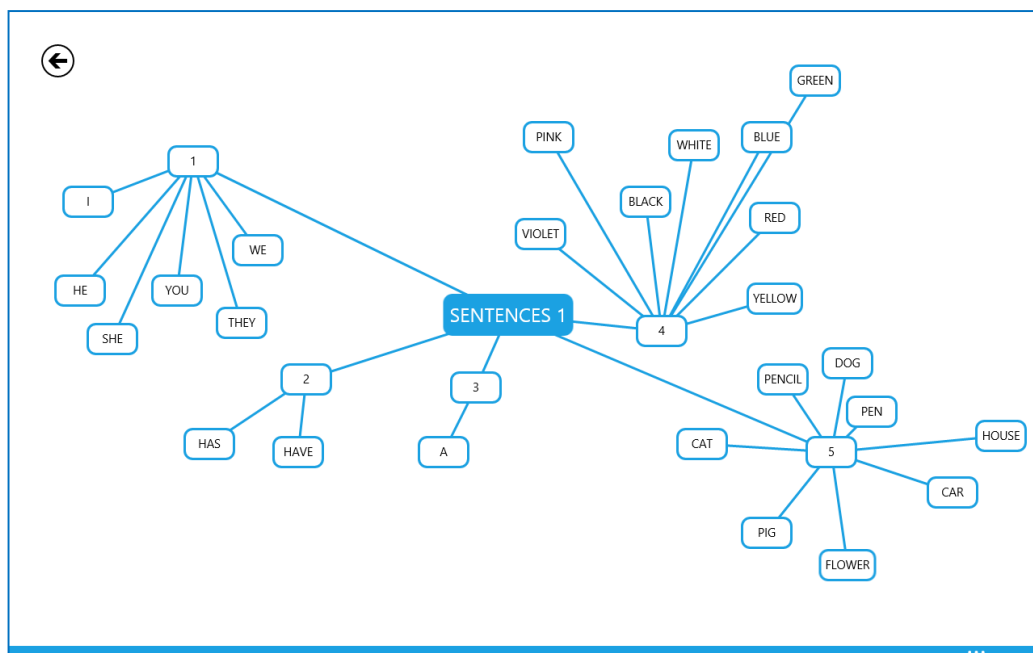 GREEN
PINK
BLUE
WHITE
1
I
BLACK
RED
VIOLET
WE
HE
YOU
YELLOW
SENTENCES 1
THEY
4
SHE
DOG
2
PENCIL
3
PEN
HOUSE
HAS
CAT
HAVE
A
5
CAR
PIG
FLOWER